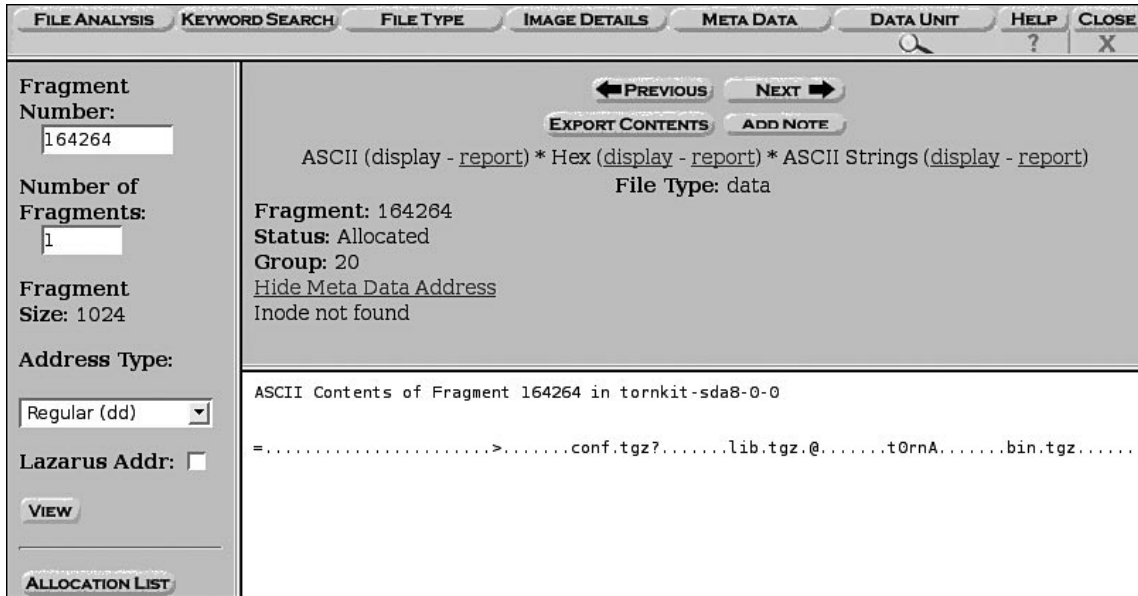 FILE ANALYSIS KEYWORD SEARCH FILE TYPE IMAGE DETAILS META DATA DATA UNIT HELP CLOSE
? X
Fragment
Number:
164264
Number of
Fragments:
1
Fragment
Size: 1024
Address Type:
Regular (dd)
Lazarus Addr:
VIEW
ALLOCATION LIST
PREVIOUS NEXT
EXPORT CONTENTS ADD NOTE
ASCII (display - report) * Hex (display - report) * ASCII Strings (display - report)
File Type: data
Fragment: 164264
Status: Allocated
Group: 20
Hide Meta Data Address
Inode not found
ASCII Contents of Fragment 164264 in tornkit-sda8-0-0
=.......................>.......conf.tgz?.......lib.tgz.@.......t0rnA.......bin.tgz......